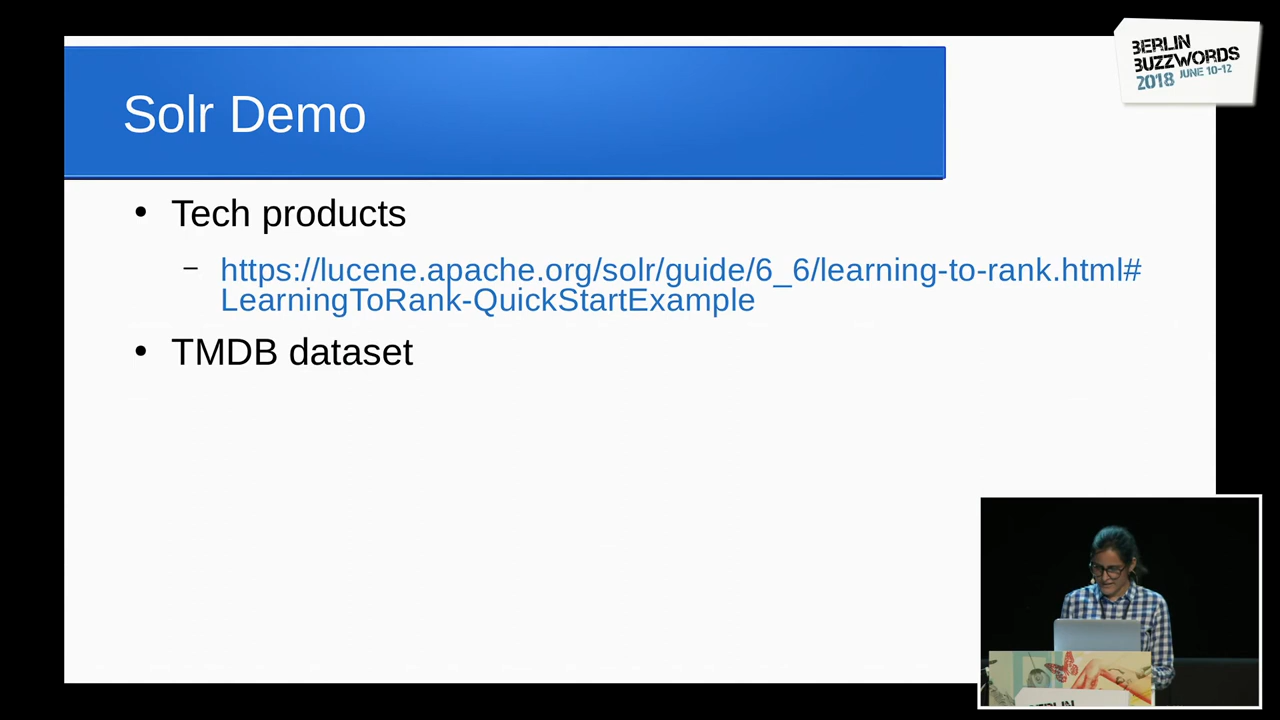 BERLIN
BUZZWORDS
2018 JUNE 10-12
Solr Demo
• Tech products
– https://lucene.apache.org/solr/guide/6_6/learning-to-rank.html#
LearningToRank-QuickStartExample
• TMDB dataset
BERLIN